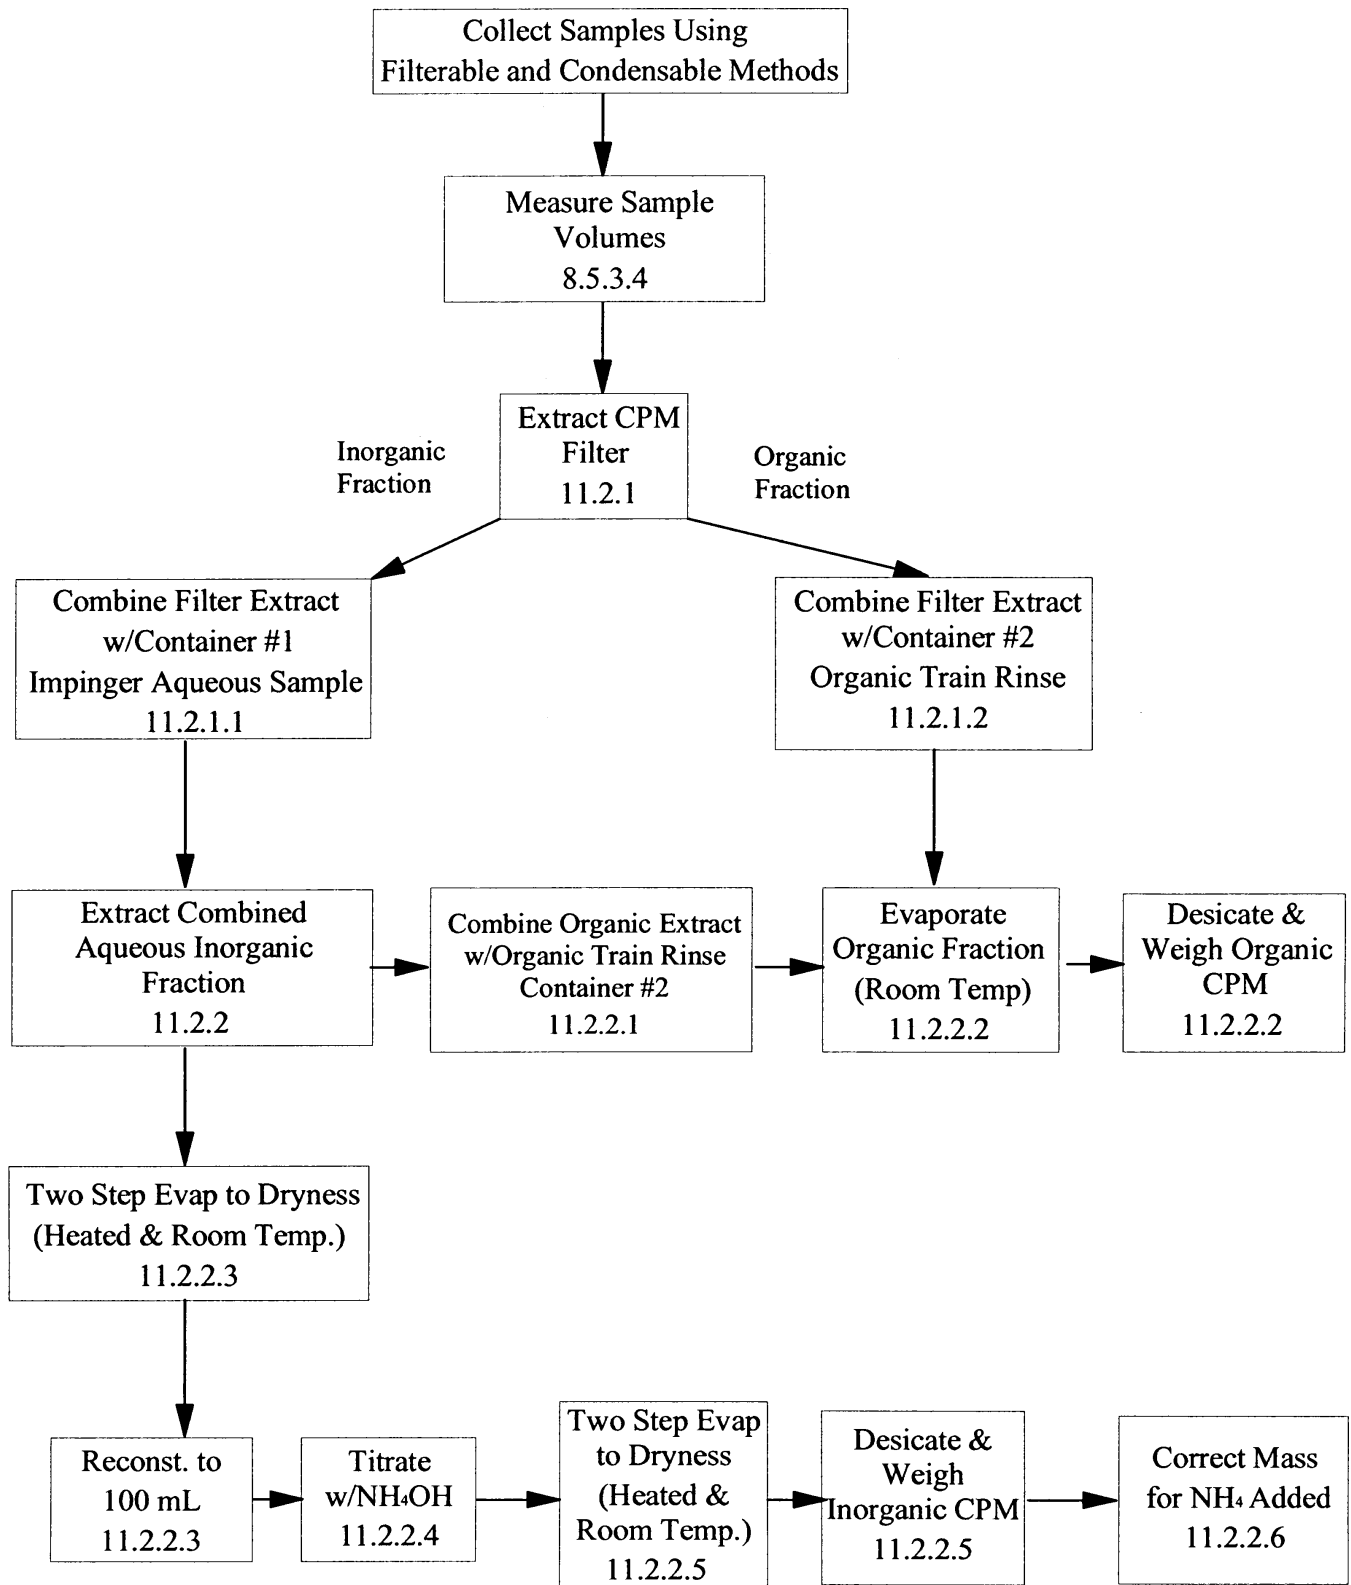 Collect Samples Using
Filterable and Condensable Methods
Measure Sample
Volumes
8.5.3.4
Extract CPM
Filter
11.2.1
Inorganic
Fraction
Organic
Fraction
Combine Filter Extract
w/Container #1
Impinger Aqueous Sample
11.2.1.1
Combine Filter Extract
w/Container #2
Organic Train Rinse
11.2.1.2
Extract Combined
Aqueous Inorganic
Fraction
11.2.2
Combine Organic Extract
w/Organic Train Rinse
Container #2
11.2.2.1
Evaporate
Organic Fraction
(Room Temp)
11.2.2.2
Desicate &
Weigh Organic
CPM
11.2.2.2
Two Step Evap to Dryness
(Heated & Room Temp.)
11.2.2.3
Reconst. to
100 mL
11.2.2.3
Titrate
w/NH₄OH
11.2.2.4
Two Step Evap
to Dryness
(Heated &
Room Temp.)
11.2.2.5
Desicate &
Weigh
Inorganic CPM
11.2.2.5
Correct Mass
for NH₄ Added
11.2.2.6